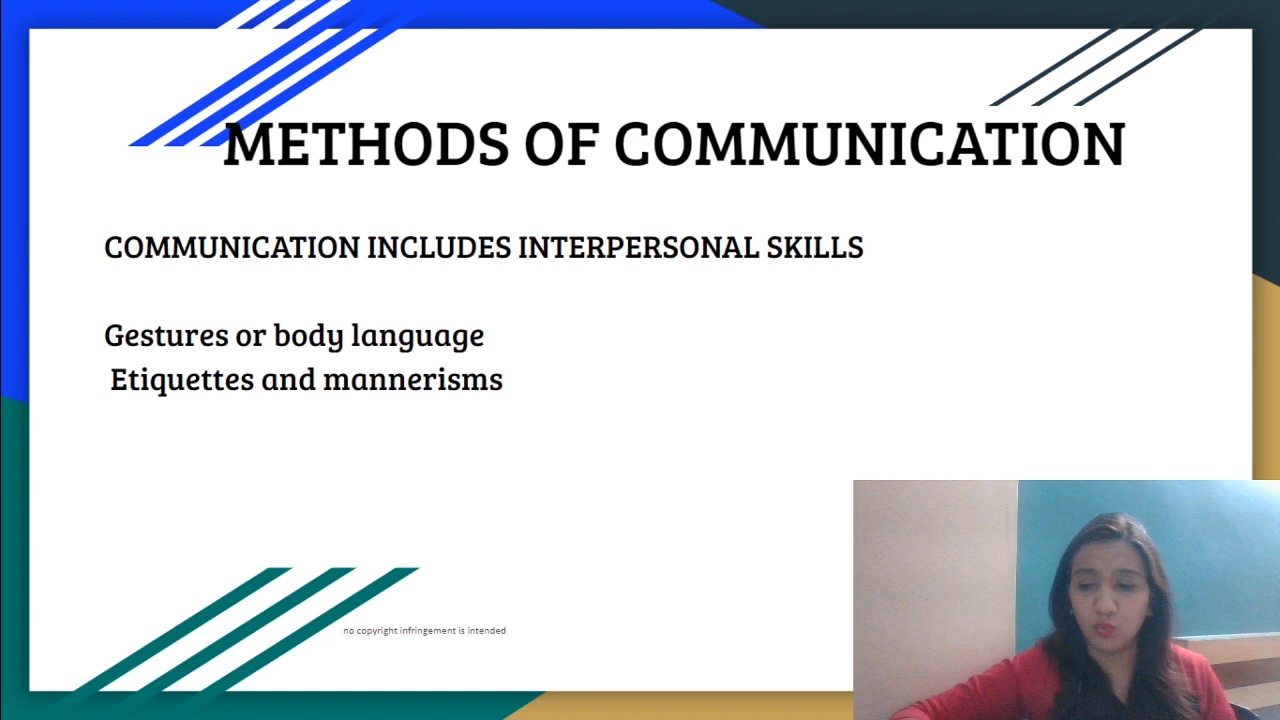 METHODS OF COMMUNICATION
COMMUNICATION INCLUDES INTERPERSONAL SKILLS
Gestures or body language
Etiquettes and mannerisms
no copyright infringement is intended